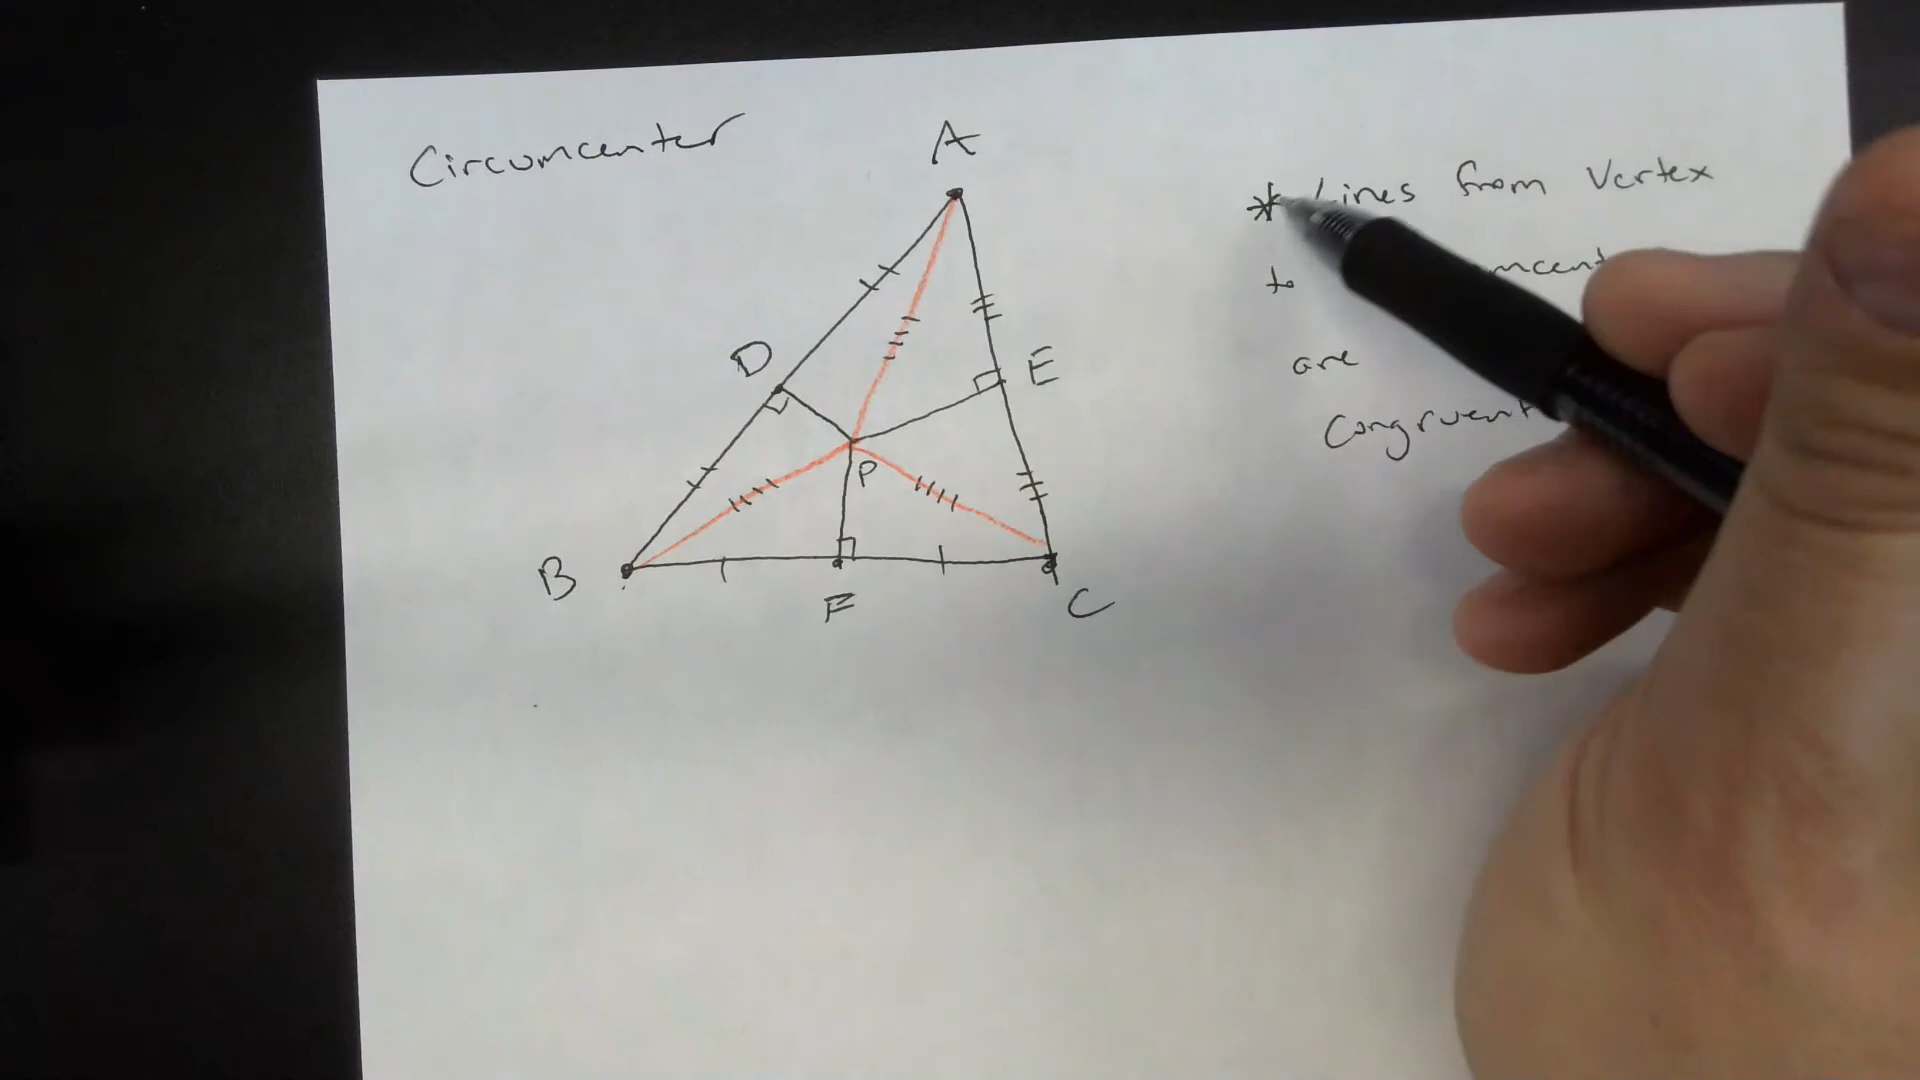 Circumcenter
A
* Lines from Vertex
to
are
Congruent
D
E
P
B
F
C